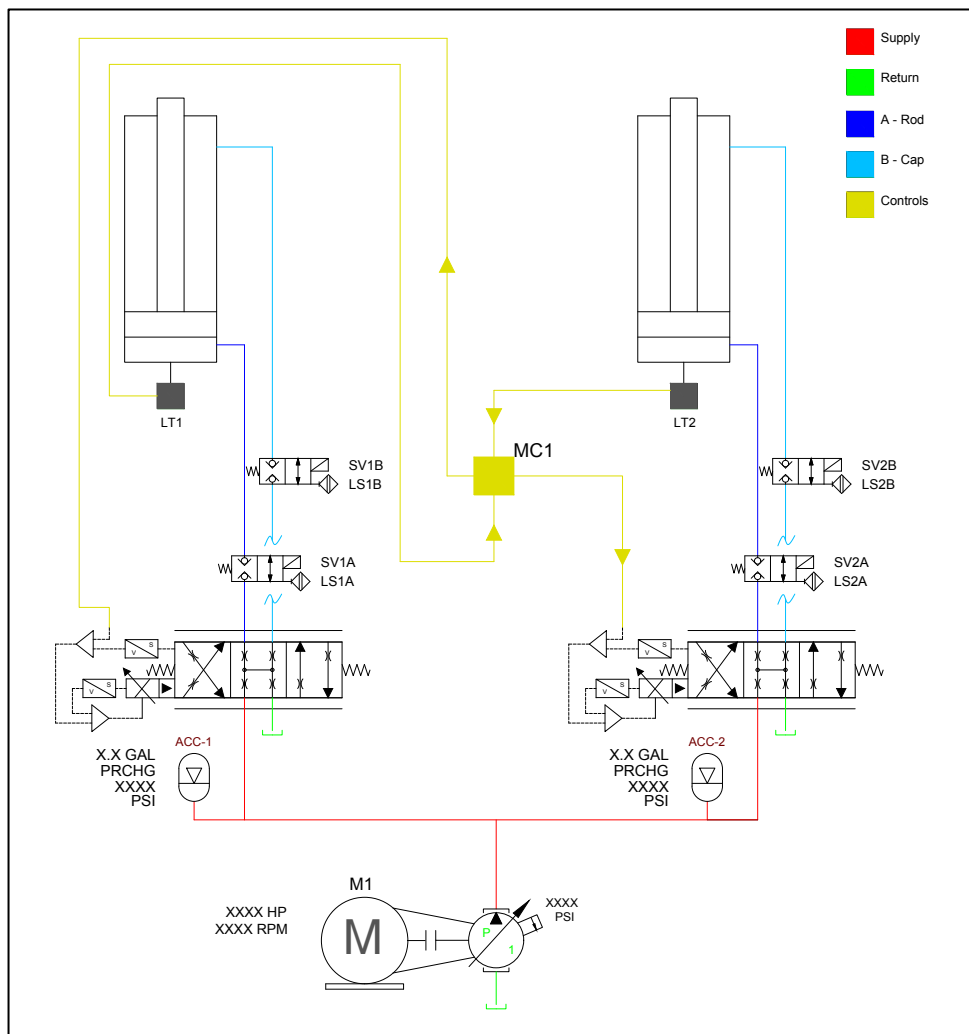 Supply
Return
A - Rod
B - Cap
Controls
LT1
LT2
MC1
SV1B
LS1B
SV2B
LS2B
SV1A
LS1A
SV2A
LS2A
S
V
S
V
S
V
S
V
X.X GAL
PRCHG
XXXX
PSI
ACC-1
X.X GAL
PRCHG
XXXX
PSI
ACC-2
M1
XXXX HP
XXXX RPM
M
P
1
XXXX
PSI